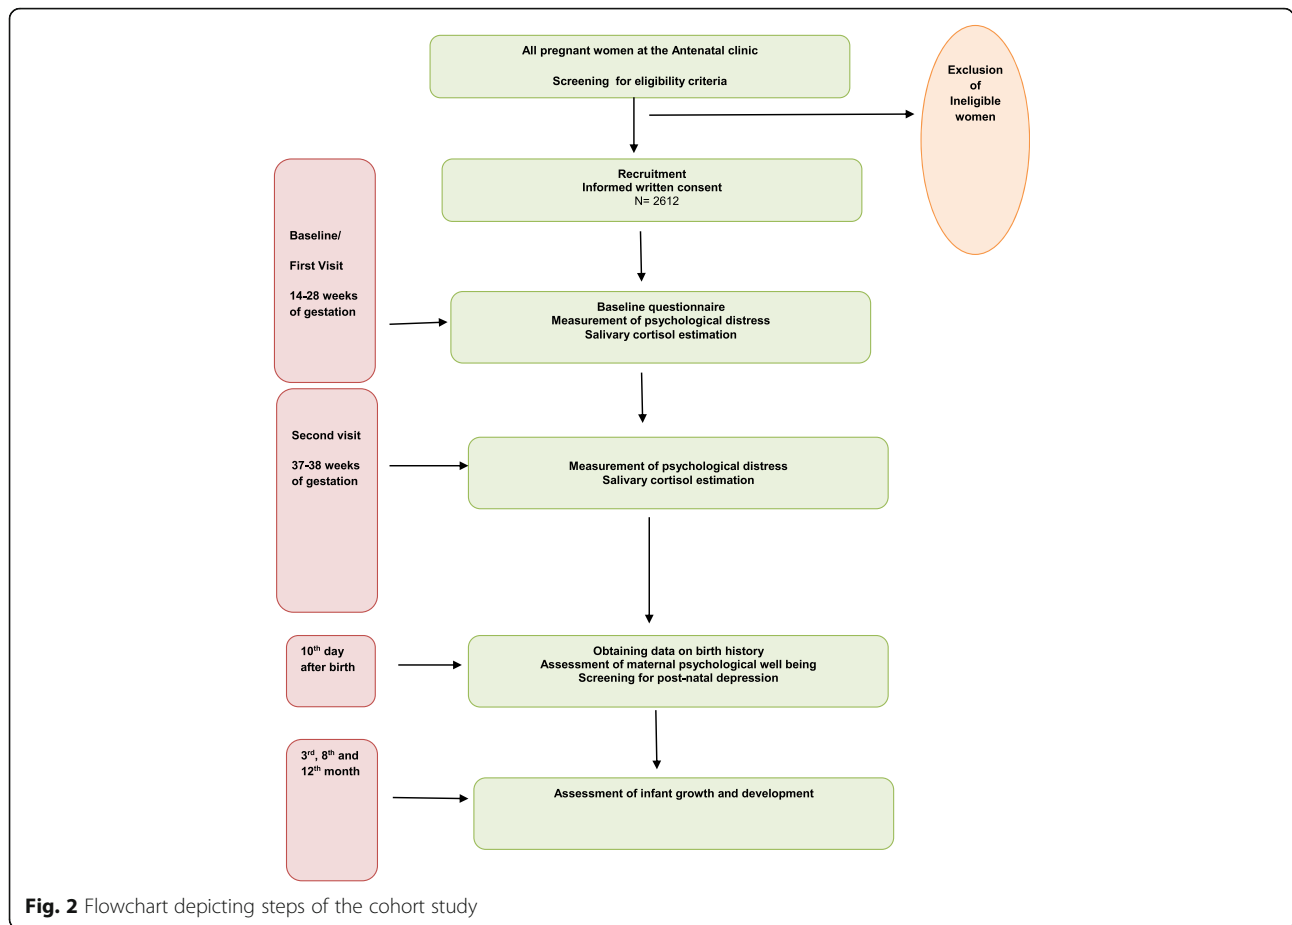 All pregnant women at the Antenatal clinic
Screening for eligibility criteria
Exclusion
of
Ineligible
women
Recruitment
Informed written consent
N= 2612
Baseline/
First Visit
14-28 weeks
of gestation
Baseline questionnaire
Measurement of psychological distress
Salivary cortisol estimation
Second visit
37-38 weeks
of gestation
Measurement of psychological distress
Salivary cortisol estimation
10th day
after birth
Obtaining data on birth history
Assessment of maternal psychological well being
Screening for post-natal depression
3rd, 8th and
12th month
Assessment of infant growth and development
Fig. 2 Flowchart depicting steps of the cohort study